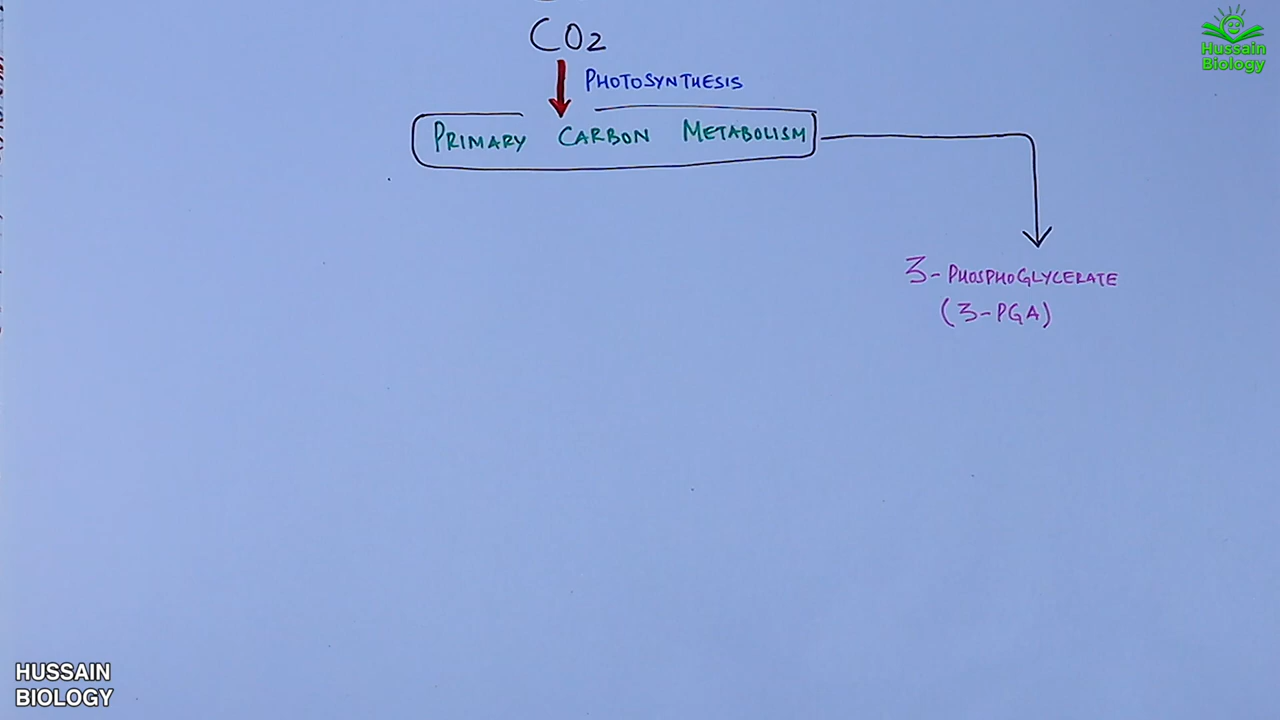 CO2
PHOTOSYNTHESIS
PRIMARY CARBON METABOLISM
3-PHOSPHOGLYCERATE
(3-PGA)
Hussain
Biology
HUSSAIN
BIOLOGY